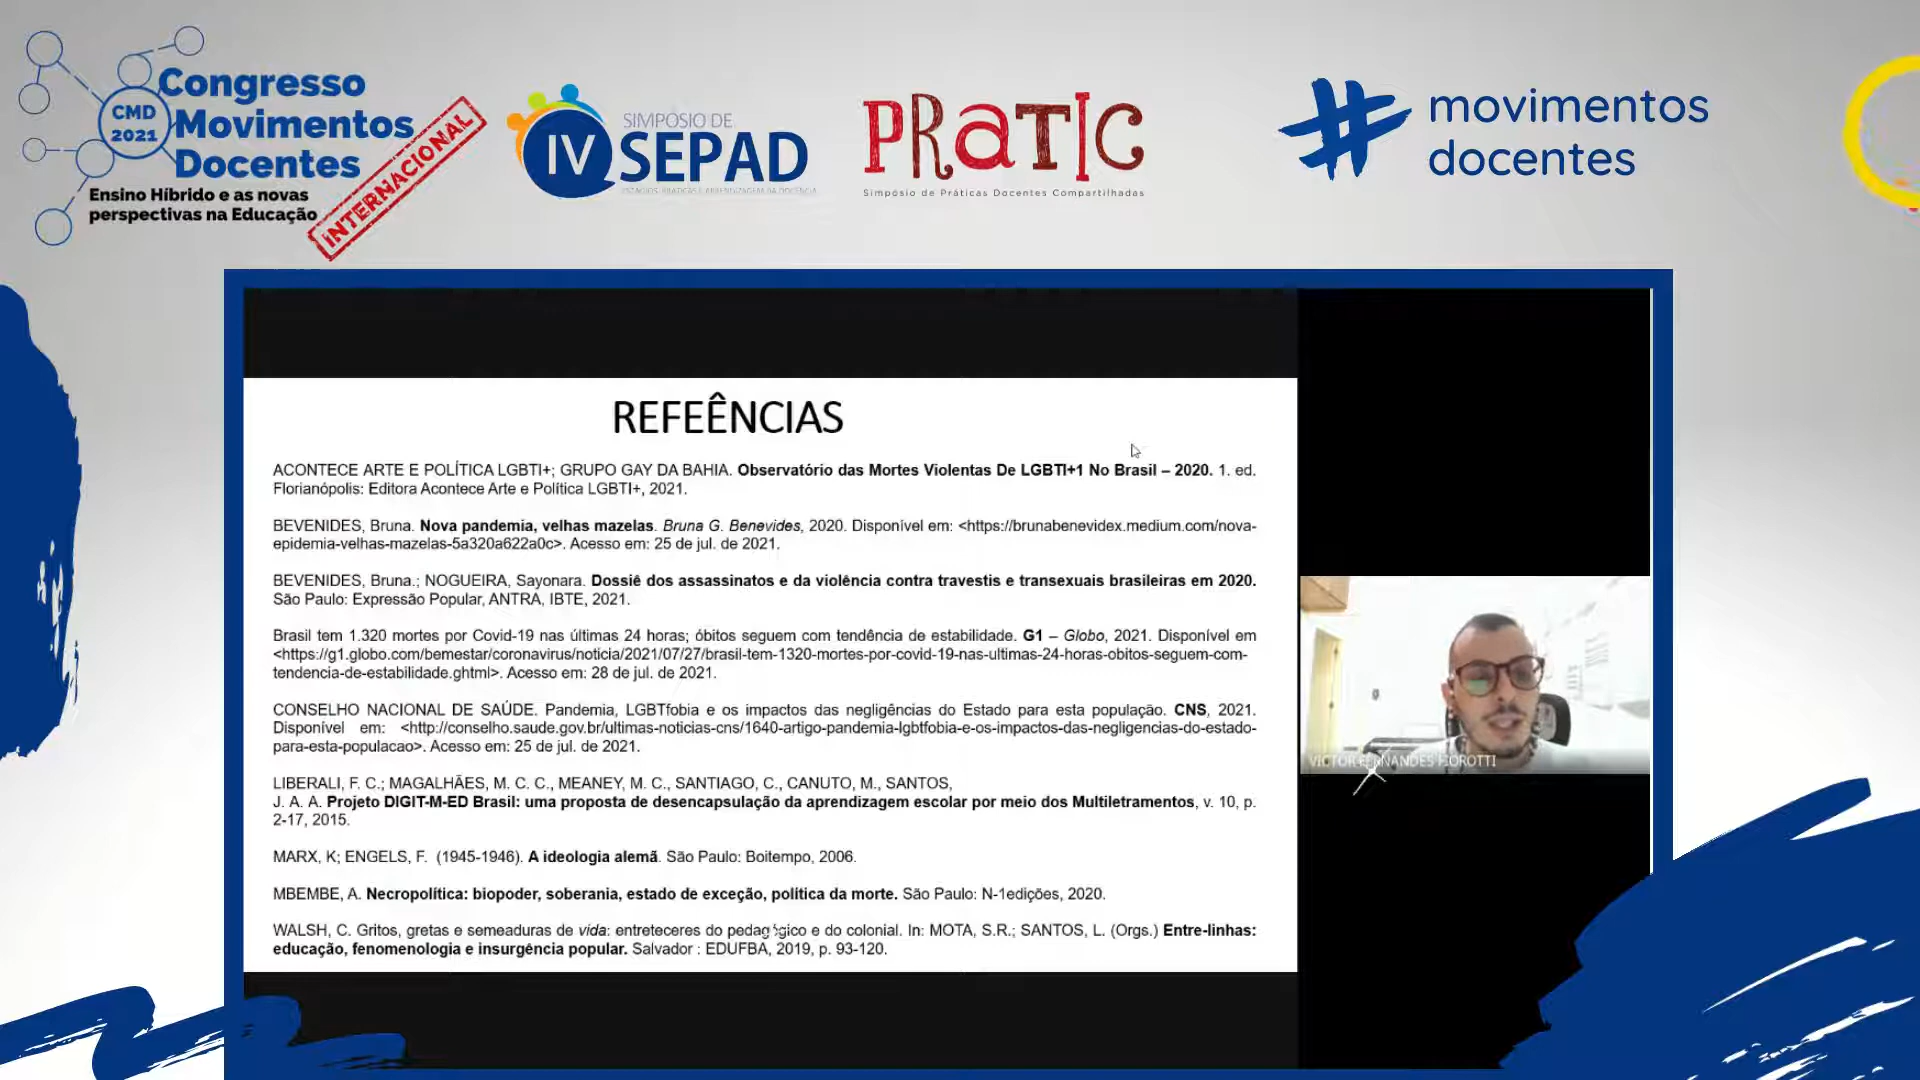 Congresso
Movimentos
Docentes
CMD
2021
Ensino Híbrido e as novas
perspectivas na Educação
INTERNACIONAL
SIMPÓSIO DE
IV SEPAD
PRATIC
Simpósio de Práticas Docentes Compartilhadas
movimentos
docentes
REFEÊNCIAS
ACONTECE ARTE E POLÍTICA LGBTI+; GRUPO GAY DA BAHIA. Observatório das Mortes Violentas De LGBTI+1 No Brasil – 2020. 1. ed.
Florianópolis: Editora Acontece Arte e Política LGBTI+, 2021.
BEVENIDES, Bruna. Nova pandemia, velhas mazelas. Bruna G. Benevides, 2020. Disponível em: <https://brunabenevidex.medium.com/nova-
epidemia-velhas-mazelas-5a320a622a0c>. Acesso em: 25 de jul. de 2021.
BEVENIDES, Bruna.; NOGUEIRA, Sayonara. Dossiê dos assassinatos e da violência contra travestis e transexuais brasileiras em 2020.
São Paulo: Expressão Popular, ANTRA, IBTE, 2021.
Brasil tem 1.320 mortes por Covid-19 nas últimas 24 horas; óbitos seguem com tendência de estabilidade. G1 – Globo, 2021. Disponível em
<https://g1.globo.com/bemestar/coronavirus/noticia/2021/07/27/brasil-tem-1320-mortes-por-covid-19-nas-ultimas-24-horas-obitos-seguem-com-
tendencia-de-estabilidade.ghtml>. Acesso em: 28 de jul. de 2021.
CONSELHO NACIONAL DE SAÚDE. Pandemia, LGBTfobia e os impactos das negligências do Estado para esta população. CNS, 2021.
Disponível em: <http://conselho.saude.gov.br/ultimas-noticias-cns/1640-artigo-pandemia-lgbtfobia-e-os-impactos-das-negligencias-do-estado-
para-esta-populacao>. Acesso em: 25 de jul. de 2021.
LIBERALI, F. C.; MAGALHÃES, M. C. C., MEANEY, M. C., SANTIAGO, C., CANUTO, M., SANTOS,
J. A. A. Projeto DIGIT-M-ED Brasil: uma proposta de desencapsulação da aprendizagem escolar por meio dos Multiletramentos, v. 10, p.
2-17, 2015.
MARX, K; ENGELS, F. (1945-1946). A ideologia alemã. São Paulo: Boitempo, 2006.
MBEMBE, A. Necropolítica: biopoder, soberania, estado de exceção, política da morte. São Paulo: N-1edições, 2020.
WALSH, C. Gritos, gretas e semeaduras de vida: entreteceres do pedagógico e do colonial. In: MOTA, S.R.; SANTOS, L. (Orgs.) Entre-linhas:
educação, fenomenologia e insurgência popular. Salvador : EDUFBA, 2019, p. 93-120.
VICTOR FERNANDES FIOROTTI